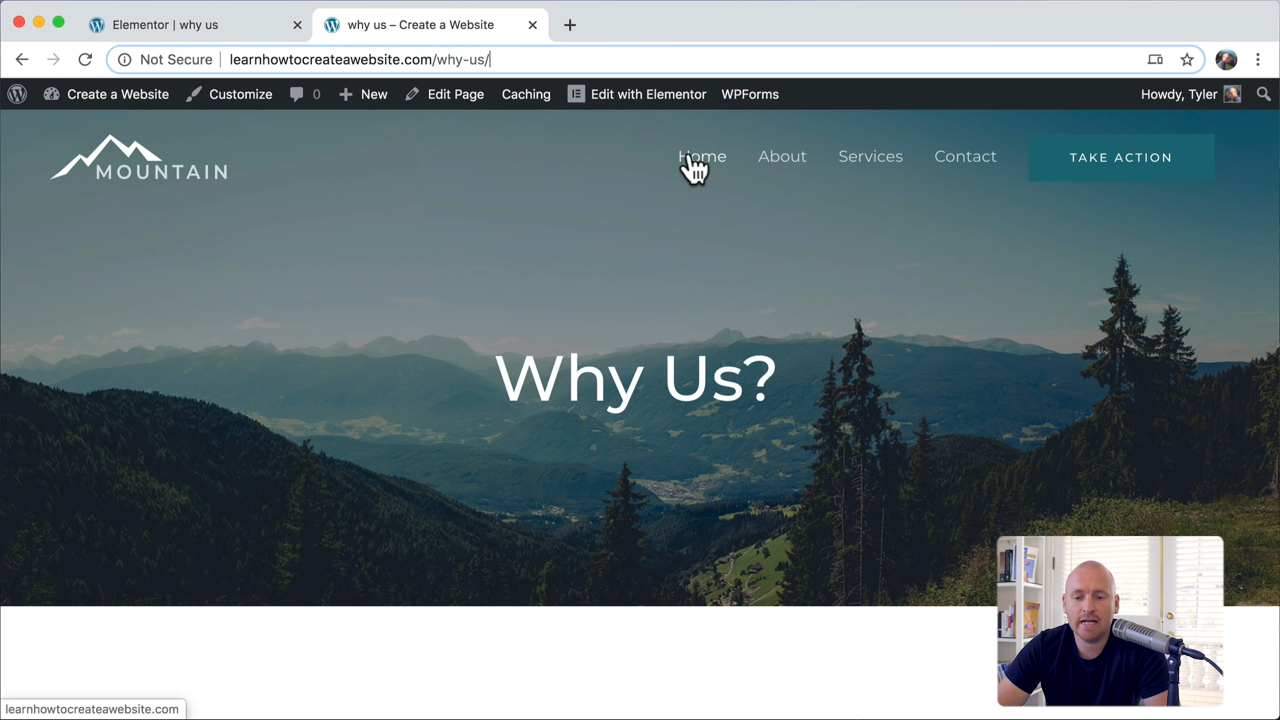 Elementor | why us
why us – Create a Website
Not Secure
learnhowtocreateawebsite.com/why-us/
Create a Website
Customize
0
New
Edit Page
Caching
Edit with Elementor
WPForms
Howdy, Tyler
MOUNTAIN
Home
About
Services
Contact
TAKE ACTION
Why Us?
learnhowtocreateawebsite.com